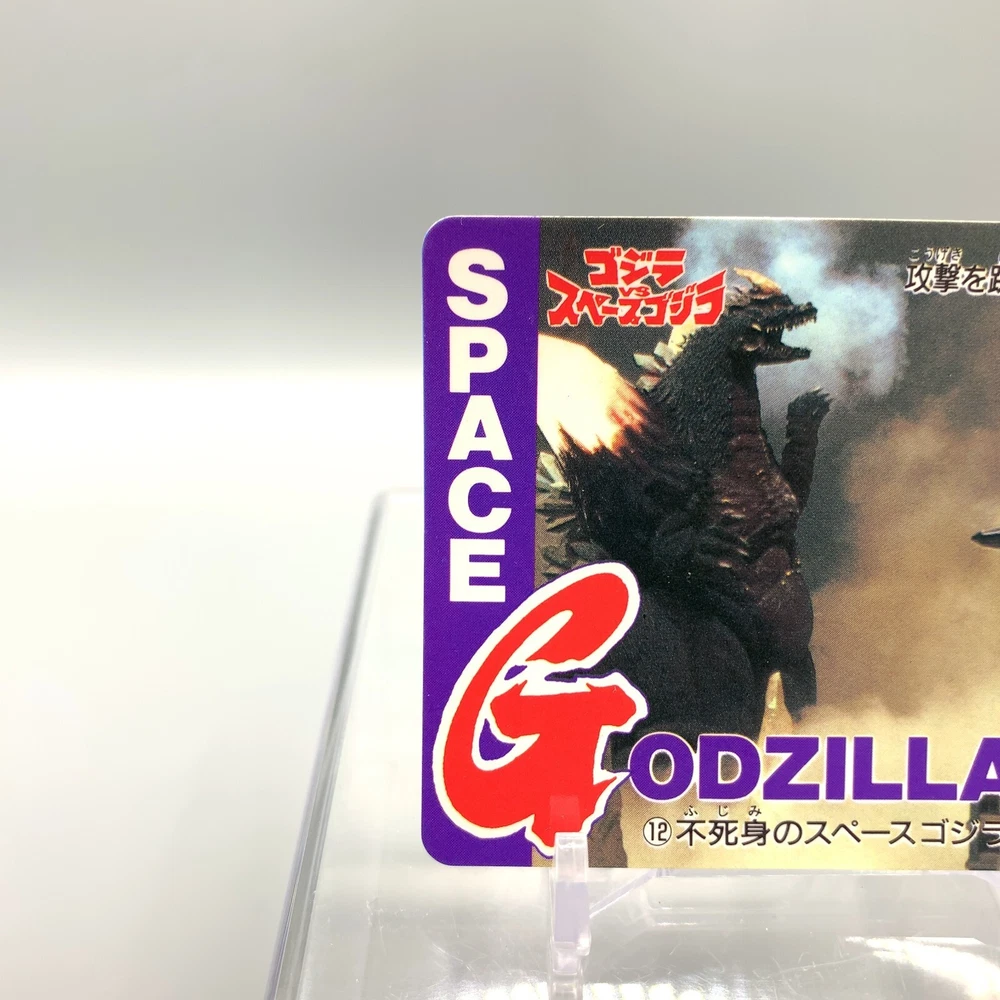 SPACE
ゴジラ
VS
スペースゴジラ
こうげき
攻撃を
GODZILLA
ふじみ
⑫不死身のスペースゴジラ